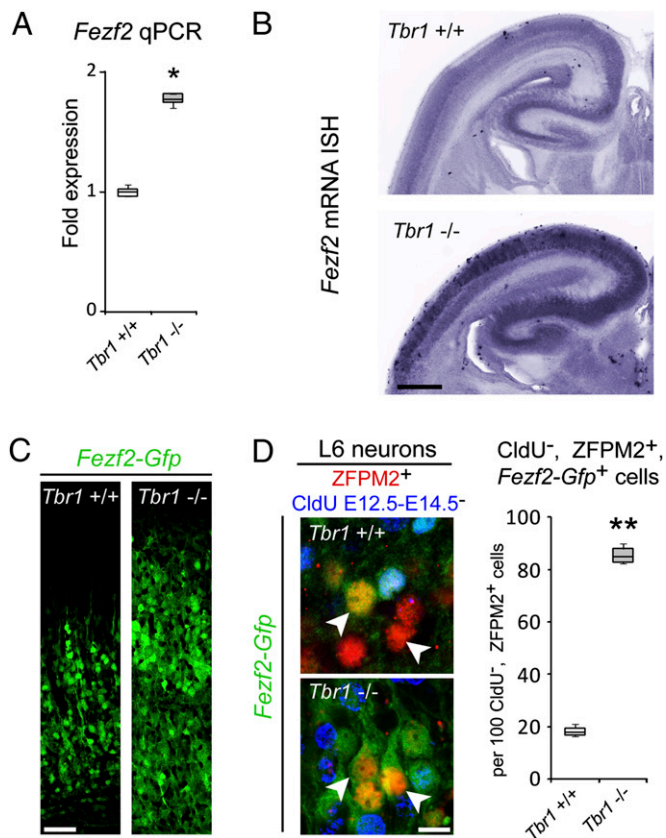 A
Fezf2 qPCR
Fold expression
2
*
1
0
Tbr1 +/+
Tbr1 -/-
B
Fezf2 mRNA ISH
Tbr1 +/+
Tbr1 -/-
C
Fezf2-Gfp
Tbr1 +/+
Tbr1 -/-
D
L6 neurons
ZFPM2⁺
CldU E12.5-E14.5⁻
Fezf2-Gfp
Tbr1 +/+
Tbr1 -/-
CldU⁻, ZFPM2⁺,
Fezf2-Gfp⁺ cells
per 100 CldU⁻, ZFPM2⁺ cells
100
**
80
60
40
20
0
Tbr1 +/+
Tbr1 -/-